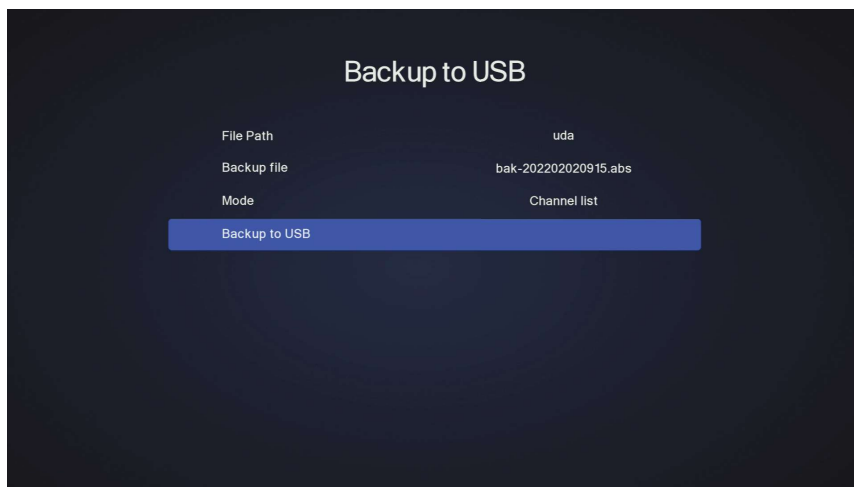 Backup to USB
File Path uda
Backup file bak-202202020915.abs
Mode Channel list
Backup to USB